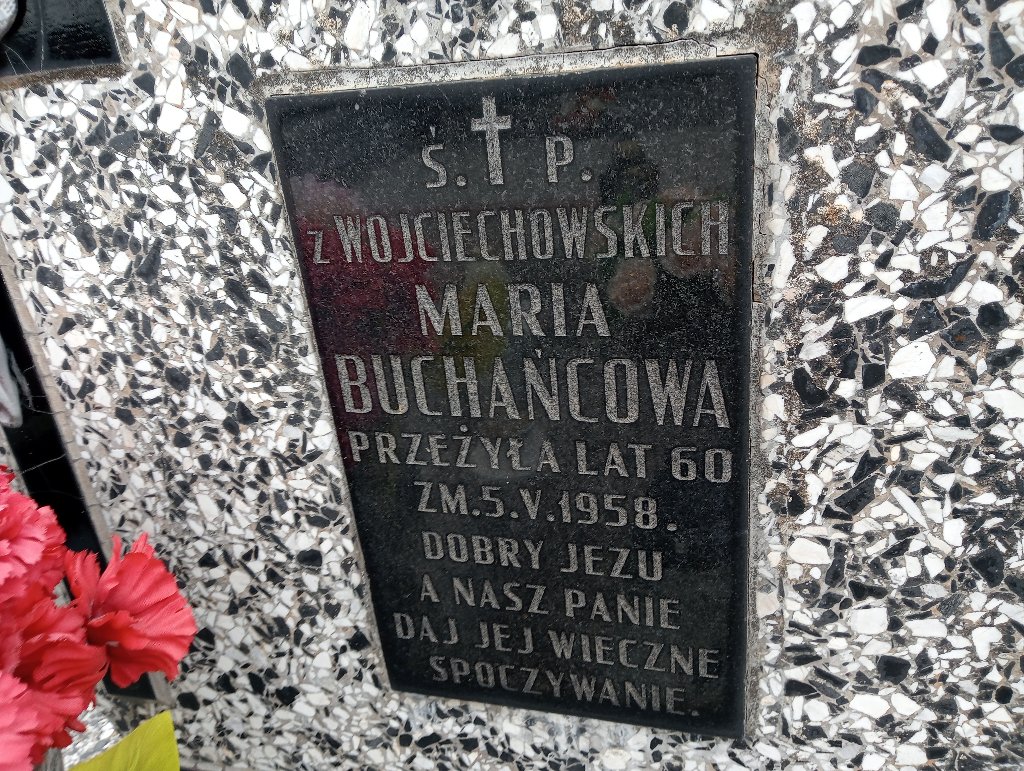 Ś. P.
z WOJCIECHOWSKICH
MARIA
BUCHAŃCOWA
PRZEŻYŁA LAT 60
ZM. 5. V. 1958.
DOBRY JEZU
A NASZ PANIE
DAJ JEJ WIECZNE
SPOCZYWANIE.